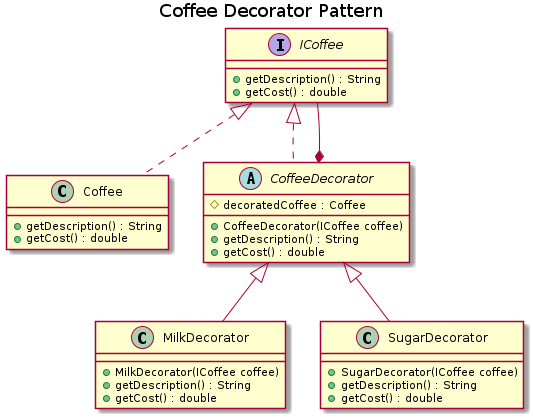 Coffee Decorator Pattern
I ICoffee
getDescription() : String
getCost() : double
C Coffee
getDescription() : String
getCost() : double
A CoffeeDecorator
decoratedCoffee : Coffee
CoffeeDecorator(ICoffee coffee)
getDescription() : String
getCost() : double
C MilkDecorator
MilkDecorator(ICoffee coffee)
getDescription() : String
getCost() : double
C SugarDecorator
SugarDecorator(ICoffee coffee)
getDescription() : String
getCost() : double